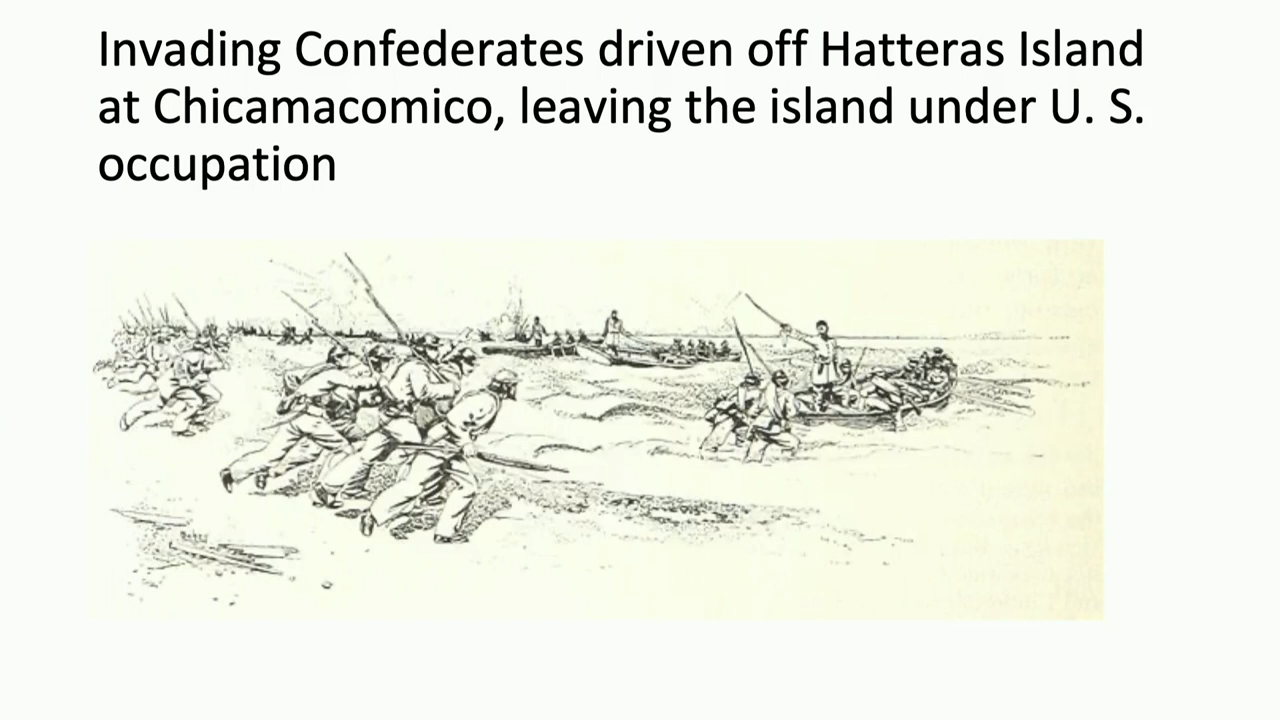 Invading Confederates driven off Hatteras Island
at Chicamacomico, leaving the island under U. S.
occupation